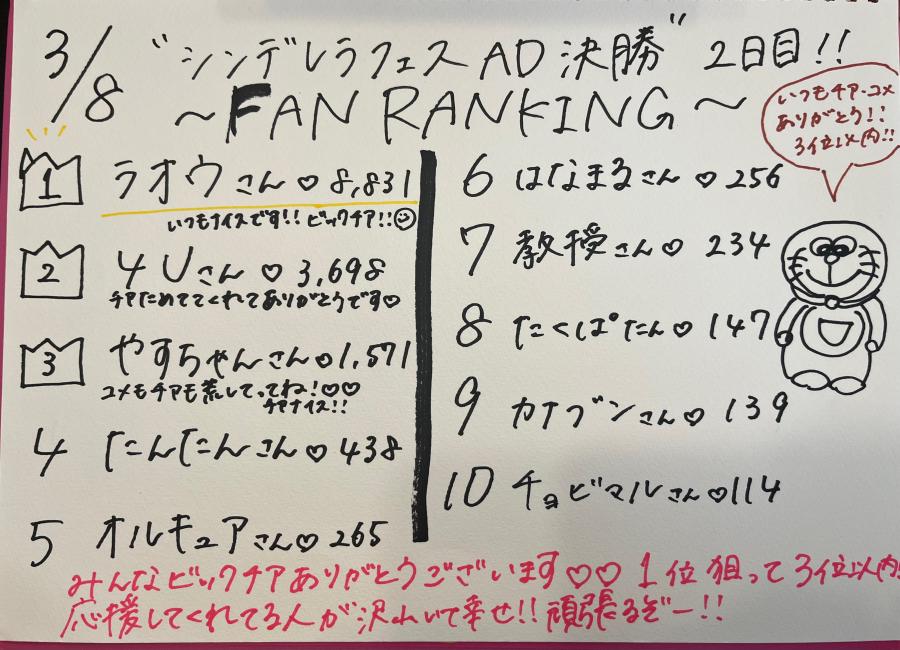 3/8 "シンデレラフェス AD 決勝" 2日目!!
〜FAN RANKING〜
いつもチア・コメ
ありがとう!!
3位以内!!
1 ラオウさん♡ 8,831
いつもナイスです!! ビックチア!!☺
2 4Uさん♡ 3,698
チアためててくれてありがとうです♡
3 やすちゃんさん♡1,571
コメもチアも荒してってね!♡♡
チアナイス!!
4 たんたんさん♡ 438
5 オルキュアさん♡ 265
6 はなまるさん♡ 256
7 教授さん♡ 234
8 たくぱたん♡ 147
9 カナブンさん♡ 139
10 チョビマルさん♡114
みんなビックチアありがとうございます♡♡ 1位狙って3位以内!
応援してくれてる人が沢山いて幸せ!! 頑張るぞー!!